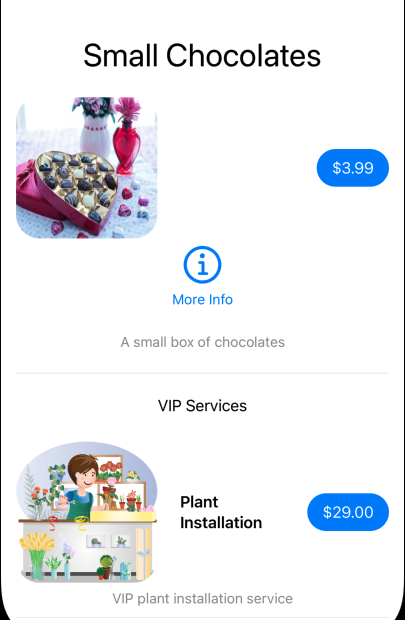 Small Chocolates
$3.99
More Info
A small box of chocolates
VIP Services
Plant
Installation
$29.00
VIP plant installation service